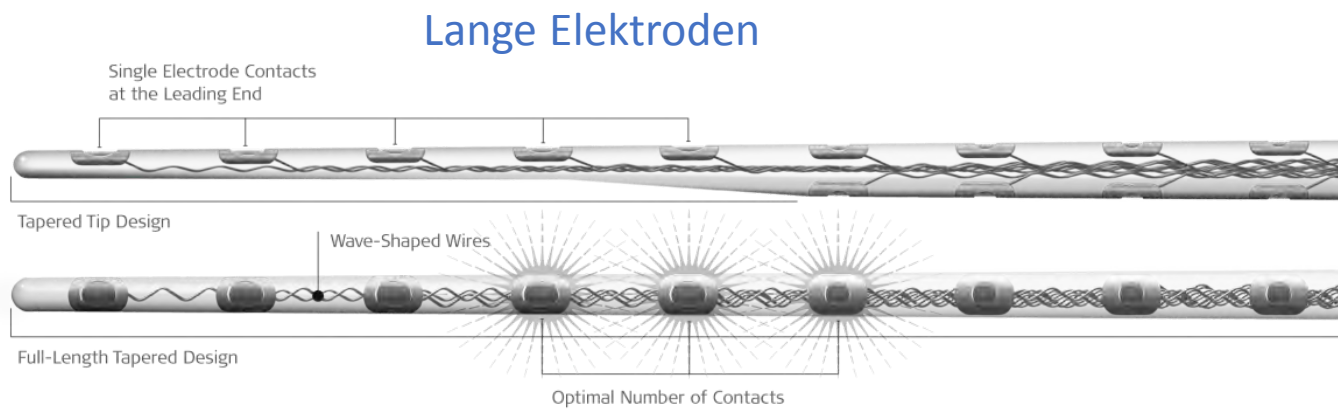 Lange Elektroden
Single Electrode Contacts
at the Leading End
Tapered Tip Design
Wave-Shaped Wires
Full-Length Tapered Design
Optimal Number of Contacts